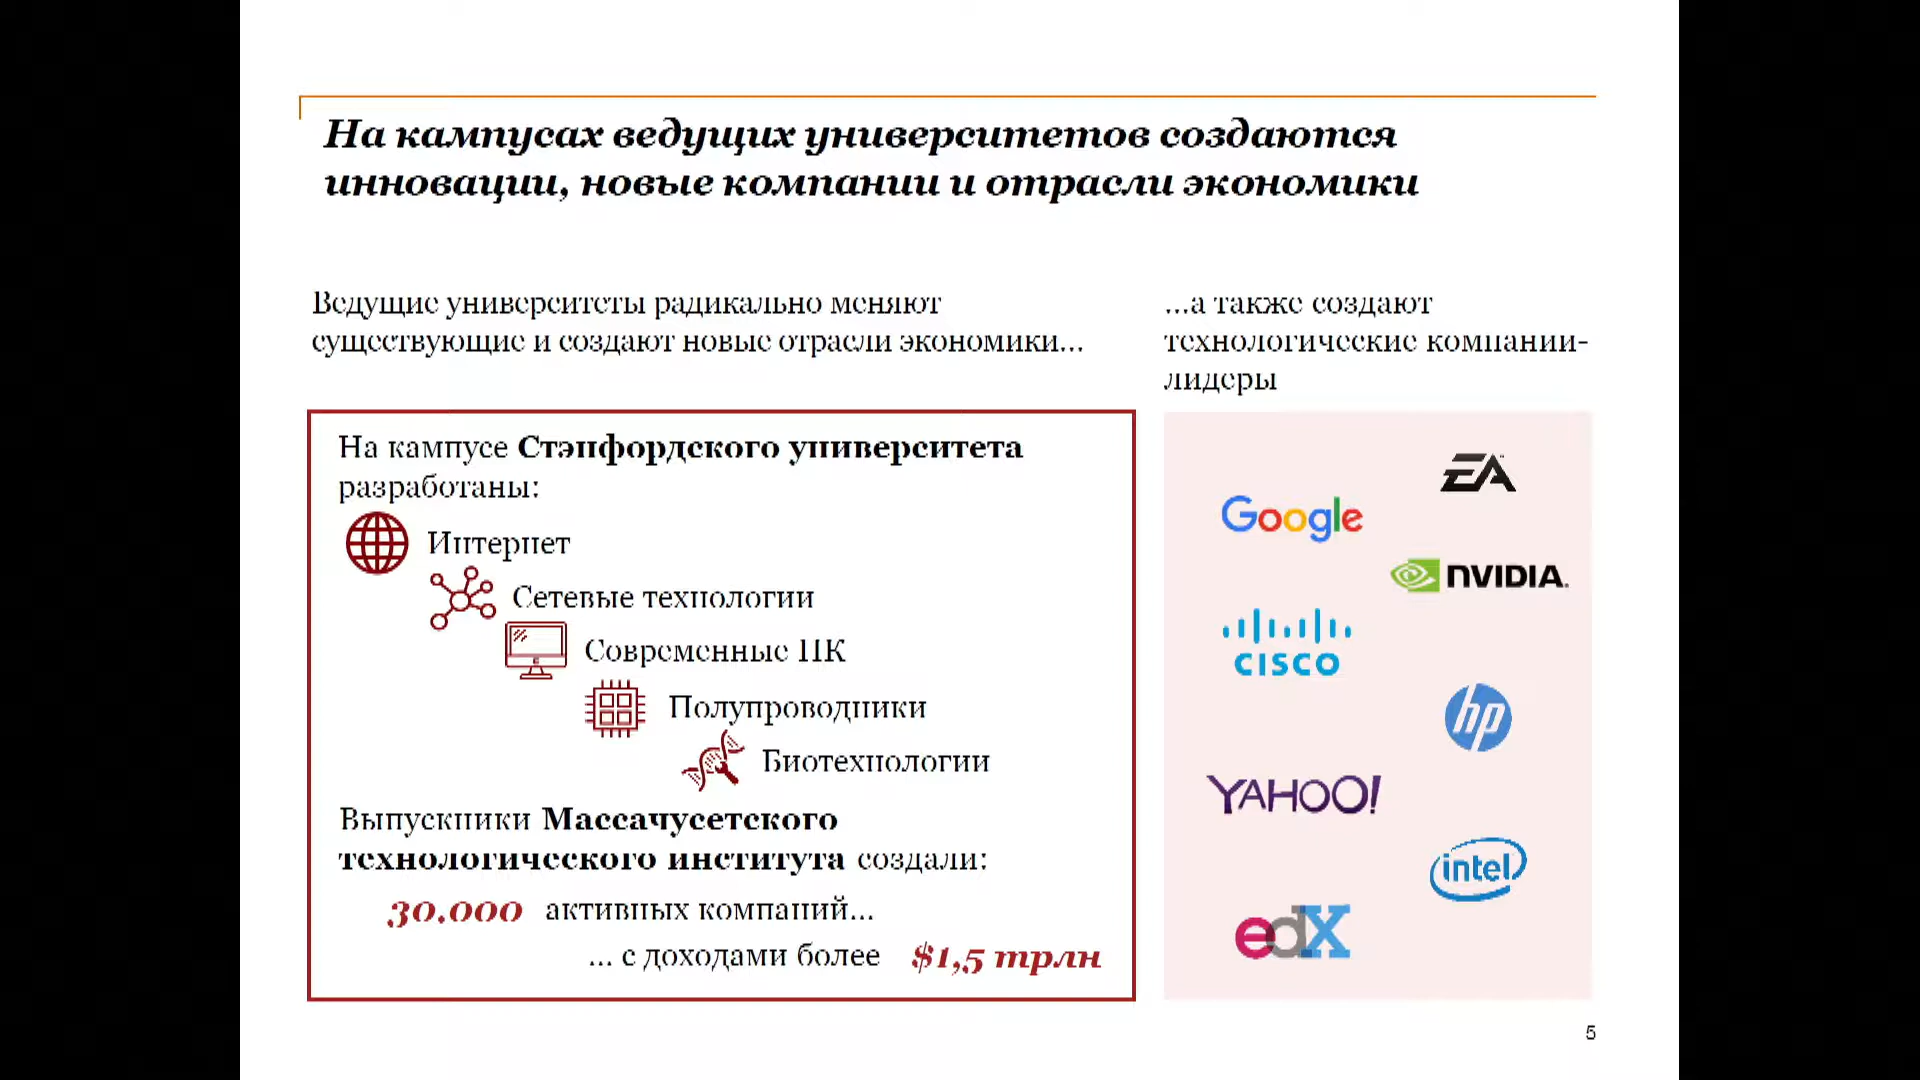 На кампусах ведущих университетов создаются
инновации, новые компании и отрасли экономики
Ведущие университеты радикально меняют
существующие и создают новые отрасли экономики...
...а также создают
технологические компании-
лидеры
На кампусе Стэнфордского университета
разработаны:
Интернет
Сетевые технологии
Современные ПК
Полупроводники
Биотехнологии
Выпускники Массачусетского
технологического института создали:
30.000 активных компаний...
... с доходами более $1,5 трлн
EA
Google
NVIDIA.
CISCO
hp
YAHOO!
intel
edX
5